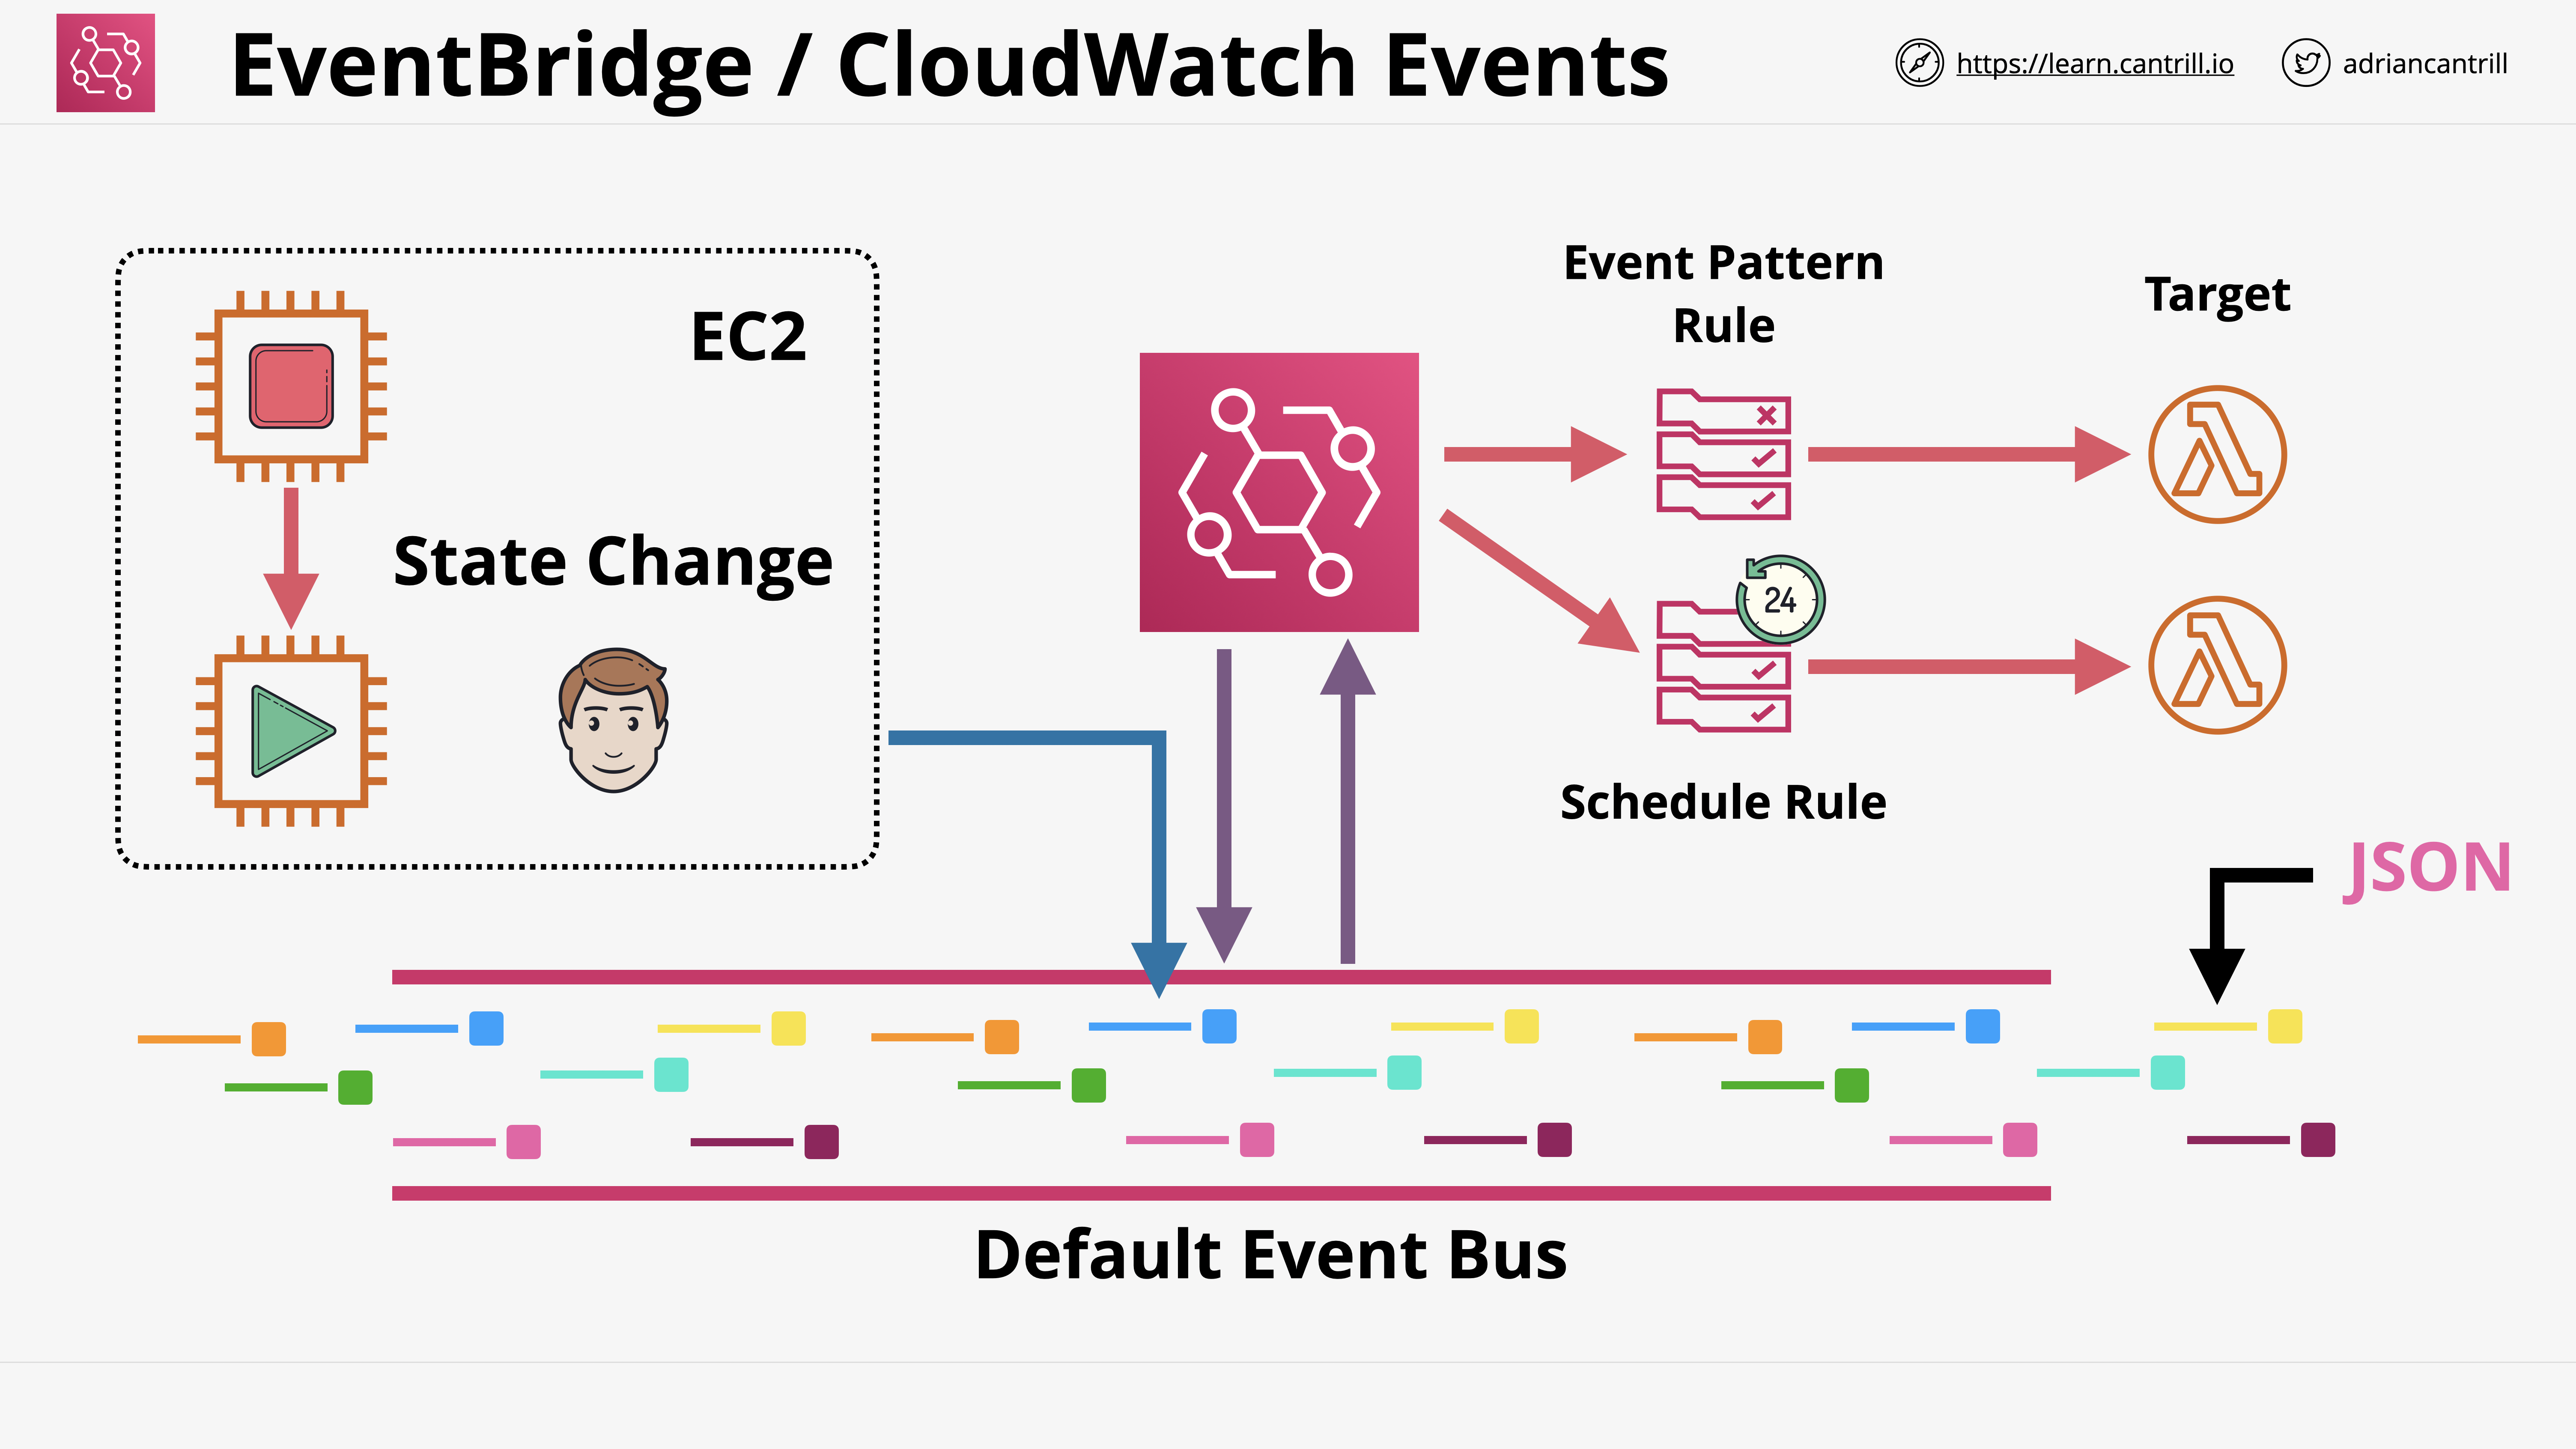 EventBridge / CloudWatch Events
https://learn.cantrill.io
adriancantrill
EC2
State Change
Event Pattern
Rule
Target
24
Schedule Rule
JSON
Default Event Bus